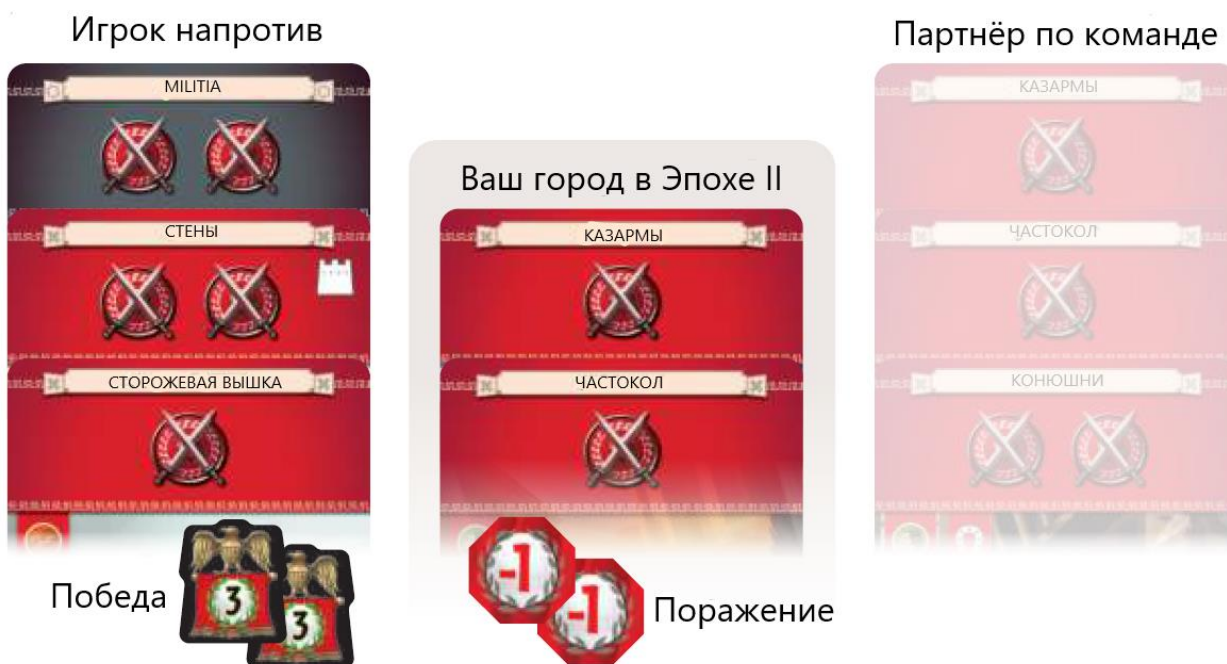 Игрок напротив
MILITIA
СТЕНЫ
СТОРОЖЕВАЯ ВЫШКА
Победа
3
3
Ваш город в Эпохе II
КАЗАРМЫ
ЧАСТОКОЛ
-1
-1
Поражение
Партнёр по команде
КАЗАРМЫ
ЧАСТОКОЛ
КОНЮШНИ